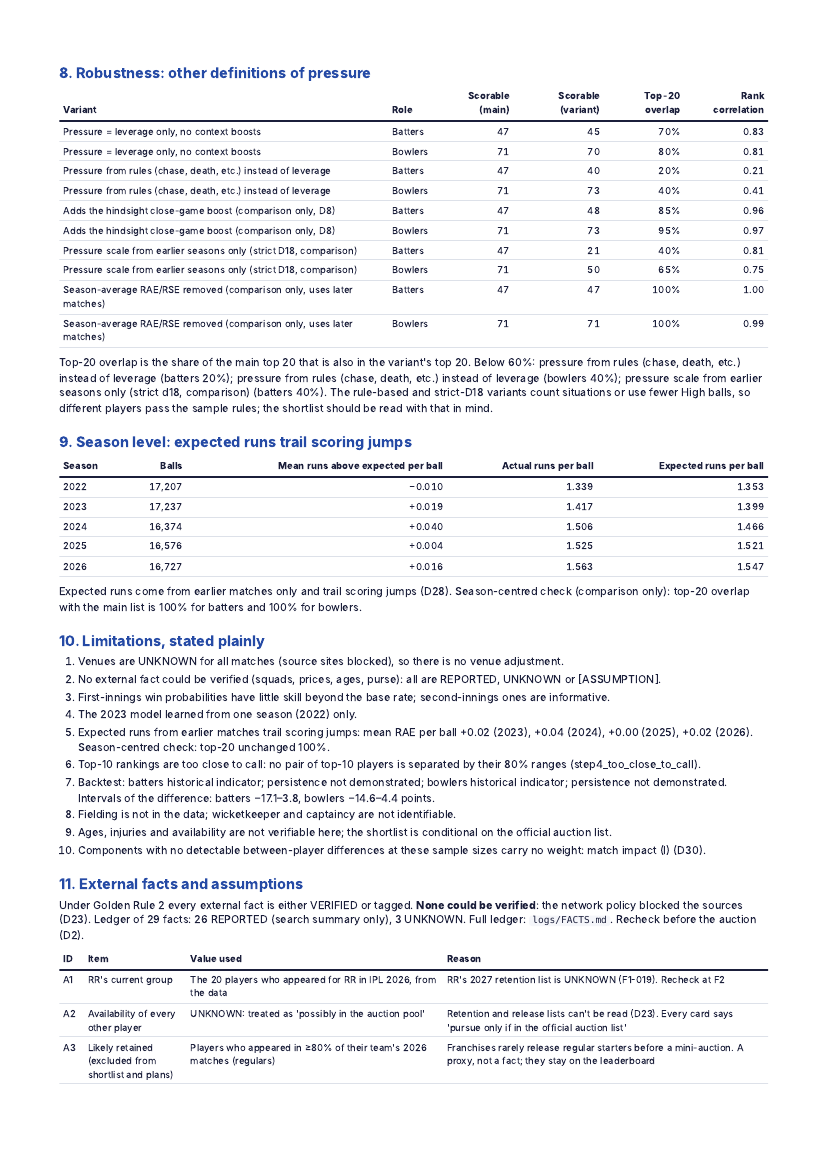 8. Robustness: other definitions of pressure
Variant Role Scorable (main) Scorable (variant) Top-20 overlap Rank correlation
Pressure = leverage only, no context boosts Batters 47 45 70% 0.83
Pressure = leverage only, no context boosts Bowlers 71 70 80% 0.81
Pressure from rules (chase, death, etc.) instead of leverage Batters 47 40 20% 0.21
Pressure from rules (chase, death, etc.) instead of leverage Bowlers 71 73 40% 0.41
Adds the hindsight close-game boost (comparison only, D8) Batters 47 48 85% 0.96
Adds the hindsight close-game boost (comparison only, D8) Bowlers 71 73 95% 0.97
Pressure scale from earlier seasons only (strict D18, comparison) Batters 47 21 40% 0.81
Pressure scale from earlier seasons only (strict D18, comparison) Bowlers 71 50 65% 0.75
Season-average RAE/RSE removed (comparison only, uses later Batters 47 47 100% 1.00
matches)
Season-average RAE/RSE removed (comparison only, uses later Bowlers 71 71 100% 0.99
matches)
Top-20 overlap is the share of the main top 20 that is also in the variant's top 20. Below 60%: pressure from rules (chase, death, etc.)
instead of leverage (batters 20%); pressure from rules (chase, death, etc.) instead of leverage (bowlers 40%); pressure scale from earlier
seasons only (strict d18, comparison) (batters 40%). The rule-based and strict-D18 variants count situations or use fewer High balls, so
different players pass the sample rules; the shortlist should be read with that in mind.
9. Season level: expected runs trail scoring jumps
Season Balls Mean runs above expected per ball Actual runs per ball Expected runs per ball
2022 17,207 −0.010 1.339 1.353
2023 17,237 +0.019 1.417 1.399
2024 16,374 +0.040 1.506 1.466
2025 16,576 +0.004 1.525 1.521
2026 16,727 +0.016 1.563 1.547
Expected runs come from earlier matches only and trail scoring jumps (D28). Season-centred check (comparison only): top-20 overlap
with the main list is 100% for batters and 100% for bowlers.
10. Limitations, stated plainly
1. Venues are UNKNOWN for all matches (source sites blocked), so there is no venue adjustment.
2. No external fact could be verified (squads, prices, ages, purse): all are REPORTED, UNKNOWN or [ASSUMPTION].
3. First-innings win probabilities have little skill beyond the base rate; second-innings ones are informative.
4. The 2023 model learned from one season (2022) only.
5. Expected runs from earlier matches trail scoring jumps: mean RAE per ball +0.02 (2023), +0.04 (2024), +0.00 (2025), +0.02 (2026).
Season-centred check: top-20 unchanged 100%.
6. Top-10 rankings are too close to call: no pair of top-10 players is separated by their 80% ranges (step4_too_close_to_call).
7. Backtest: batters historical indicator; persistence not demonstrated; bowlers historical indicator; persistence not demonstrated.
Intervals of the difference: batters −17.1–3.8, bowlers −14.6–4.4 points.
8. Fielding is not in the data; wicketkeeper and captaincy are not identifiable.
9. Ages, injuries and availability are not verifiable here; the shortlist is conditional on the official auction list.
10. Components with no detectable between-player differences at these sample sizes carry no weight: match impact (I) (D30).
11. External facts and assumptions
Under Golden Rule 2 every external fact is either VERIFIED or tagged. None could be verified: the network policy blocked the sources
(D23). Ledger of 29 facts: 26 REPORTED (search summary only), 3 UNKNOWN. Full ledger: logs/FACTS.md. Recheck before the auction
(D2).
ID Item Value used Reason
A1 RR's current group The 20 players who appeared for RR in IPL 2026, from RR's 2027 retention list is UNKNOWN (F1-019). Recheck at F2
the data
A2 Availability of every UNKNOWN: treated as 'possibly in the auction pool' Retention and release lists can't be read (D23). Every card says
other player 'pursue only if in the official auction list'
A3 Likely retained Players who appeared in ≥80% of their team's 2026 Franchises rarely release regular starters before a mini-auction. A
(excluded from matches (regulars) proxy, not a fact; they stay on the leaderboard
shortlist and plans)